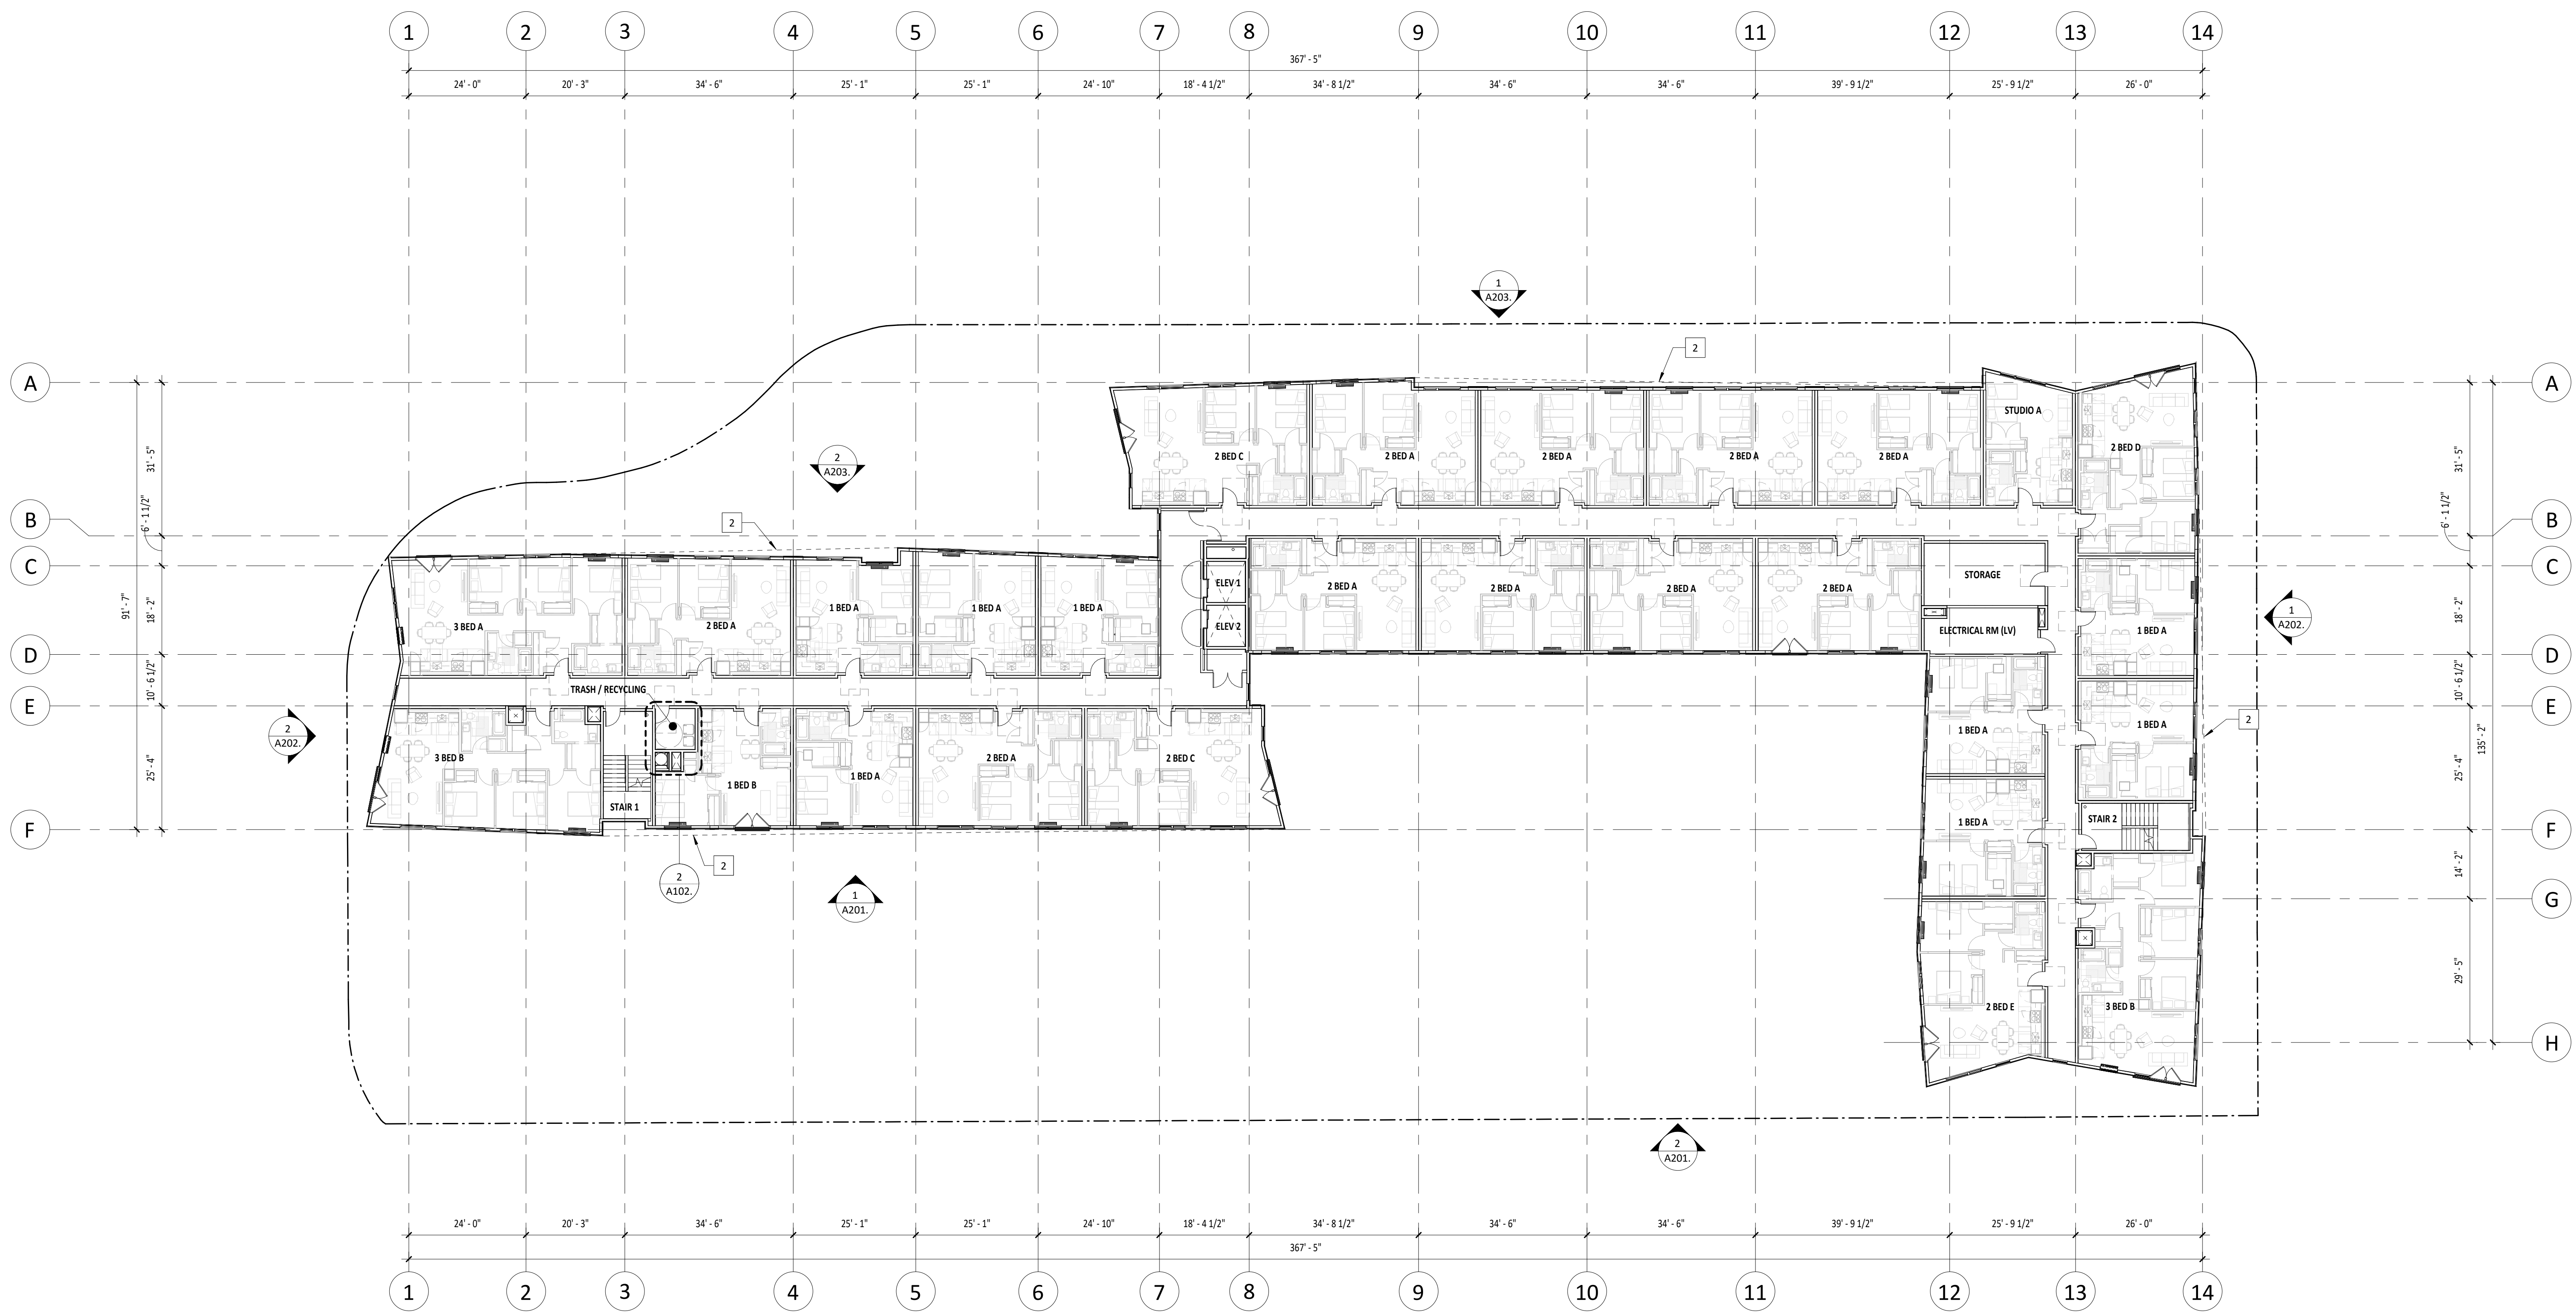 1 2 3 4 5 6 7 8 9 10 11 12 13 14
367' - 5"
24' - 0" 20' - 3" 34' - 6" 25' - 1" 25' - 1" 24' - 10" 18' - 4 1/2" 34' - 8 1/2" 34' - 6" 34' - 6" 39' - 9 1/2" 25' - 9 1/2" 26' - 0"
1
A203.
2
A A
2
A203.
STUDIO A
2 BED C 2 BED A 2 BED A 2 BED A 2 BED A 2 BED D
31' - 5" 31' - 5"
6' - 1 1/2" 6' - 1 1/2"
B B
2
C C
ELEV 1
ELEV 2
2 BED A 2 BED A 2 BED A 2 BED A
STORAGE
ELECTRICAL RM (LV)
1 BED A
1
A202.
91' - 7"
18' - 2" 18' - 2"
3 BED A 2 BED A 1 BED A 1 BED A 1 BED A
D D
10' - 6 1/2" 10' - 6 1/2"
TRASH / RECYCLING
E E
2
A202.
2
135' - 2"
1 BED A 1 BED A
25' - 4" 25' - 4"
3 BED B 1 BED B 1 BED A 2 BED A 2 BED C
STAIR 1
1 BED A
STAIR 2
F F
2
2
A102.
1
A201.
14' - 2"
G
29' - 5"
2 BED E 3 BED B
H
2
A201.
24' - 0" 20' - 3" 34' - 6" 25' - 1" 25' - 1" 24' - 10" 18' - 4 1/2" 34' - 8 1/2" 34' - 6" 34' - 6" 39' - 9 1/2" 25' - 9 1/2" 26' - 0"
367' - 5"
1 2 3 4 5 6 7 8 9 10 11 12 13 14